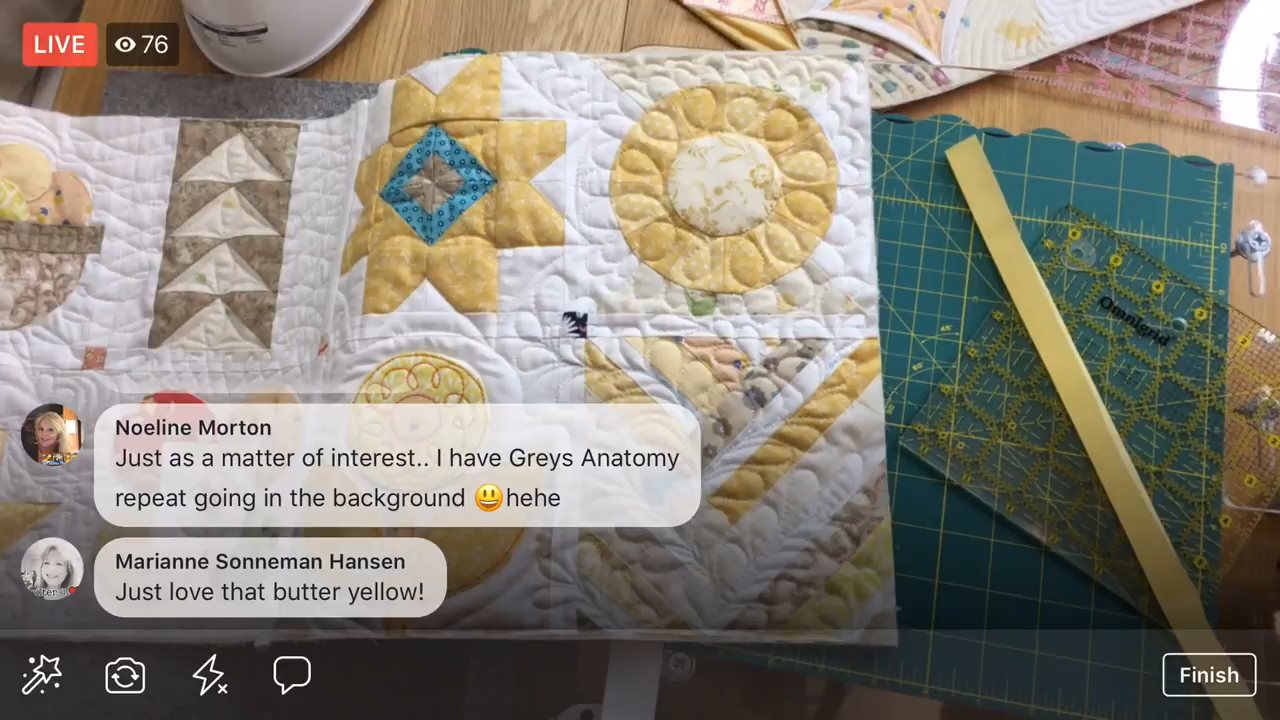 LIVE 76
Noeline Morton
Just as a matter of interest.. I have Greys Anatomy
repeat going in the background 😃hehe
Marianne Sonneman Hansen
Just love that butter yellow!
Finish
Omnigrid